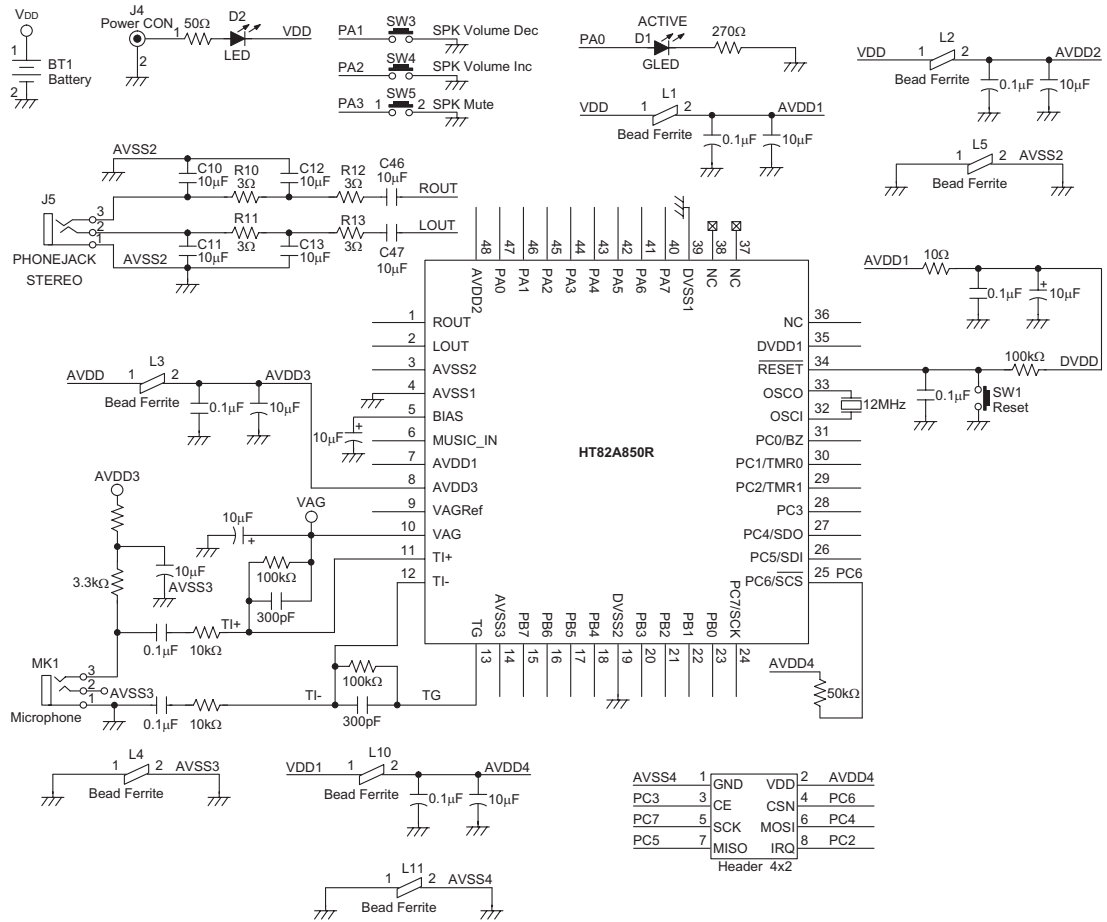 VDD
1
BT1
Battery
2
J4
Power CON
1
50Ω
2
D2
LED
VDD
PA1
SW3
SPK Volume Dec
PA2
SW4
SPK Volume Inc
PA3
1
SW5
2
SPK Mute
PA0
ACTIVE
D1
GLED
270Ω
VDD
1
L1
2
Bead Ferrite
AVDD1
0.1µF
10µF
VDD
1
L2
2
Bead Ferrite
AVDD2
0.1µF
10µF
L5
1
2
AVSS2
Bead Ferrite
AVSS2
C10
10µF
R10
3Ω
C12
10µF
R12
3Ω
C46
10µF
ROUT
J5
3
2
1
PHONEJACK
STEREO
AVSS2
C11
10µF
R11
3Ω
C13
10µF
R13
3Ω
C47
10µF
LOUT
48 47 46 45 44 43 42 41 40 39 38 37
AVDD2 PA0 PA1 PA2 PA3 PA4 PA5 PA6 PA7 DVSS1 NC NC
1 ROUT
2 LOUT
3 AVSS2
4 AVSS1
5 BIAS
6 MUSIC_IN
7 AVDD1
8 AVDD3
9 VAGRef
10 VAG
11 TI+
12 TI-
HT82A850R
NC 36
DVDD1 35
RESET 34
OSCO 33
OSCI 32
PC0/BZ 31
PC1/TMR0 30
PC2/TMR1 29
PC3 28
PC4/SDO 27
PC5/SDI 26
PC6/SCS 25 PC6
TG AVSS3 PB7 PB6 PB5 PB4 DVSS2 PB3 PB2 PB1 PB0 PC7/SCK
13 14 15 16 17 18 19 20 21 22 23 24
AVDD1
10Ω
0.1µF
+
10µF
100kΩ
DVDD
0.1µF
SW1
Reset
12MHz
AVDD4
50kΩ
AVDD
1
L3
2
Bead Ferrite
AVDD3
0.1µF
10µF
10µF
+
AVDD3
3.3kΩ
10µF
AVSS3
10µF
+
VAG
100kΩ
300pF
0.1µF
10kΩ
TI+
MK1
3
2
1
AVSS3
Microphone
0.1µF
10kΩ
TI-
100kΩ
300pF
TG
L4
1
2
AVSS3
Bead Ferrite
VDD1
1
L10
2
Bead Ferrite
AVDD4
0.1µF
10µF
L11
1
2
AVSS4
Bead Ferrite
AVSS4 1 GND VDD 2 AVDD4
PC3 3 CE CSN 4 PC6
PC7 5 SCK MOSI 6 PC4
PC5 7 MISO IRQ 8 PC2
Header 4x2